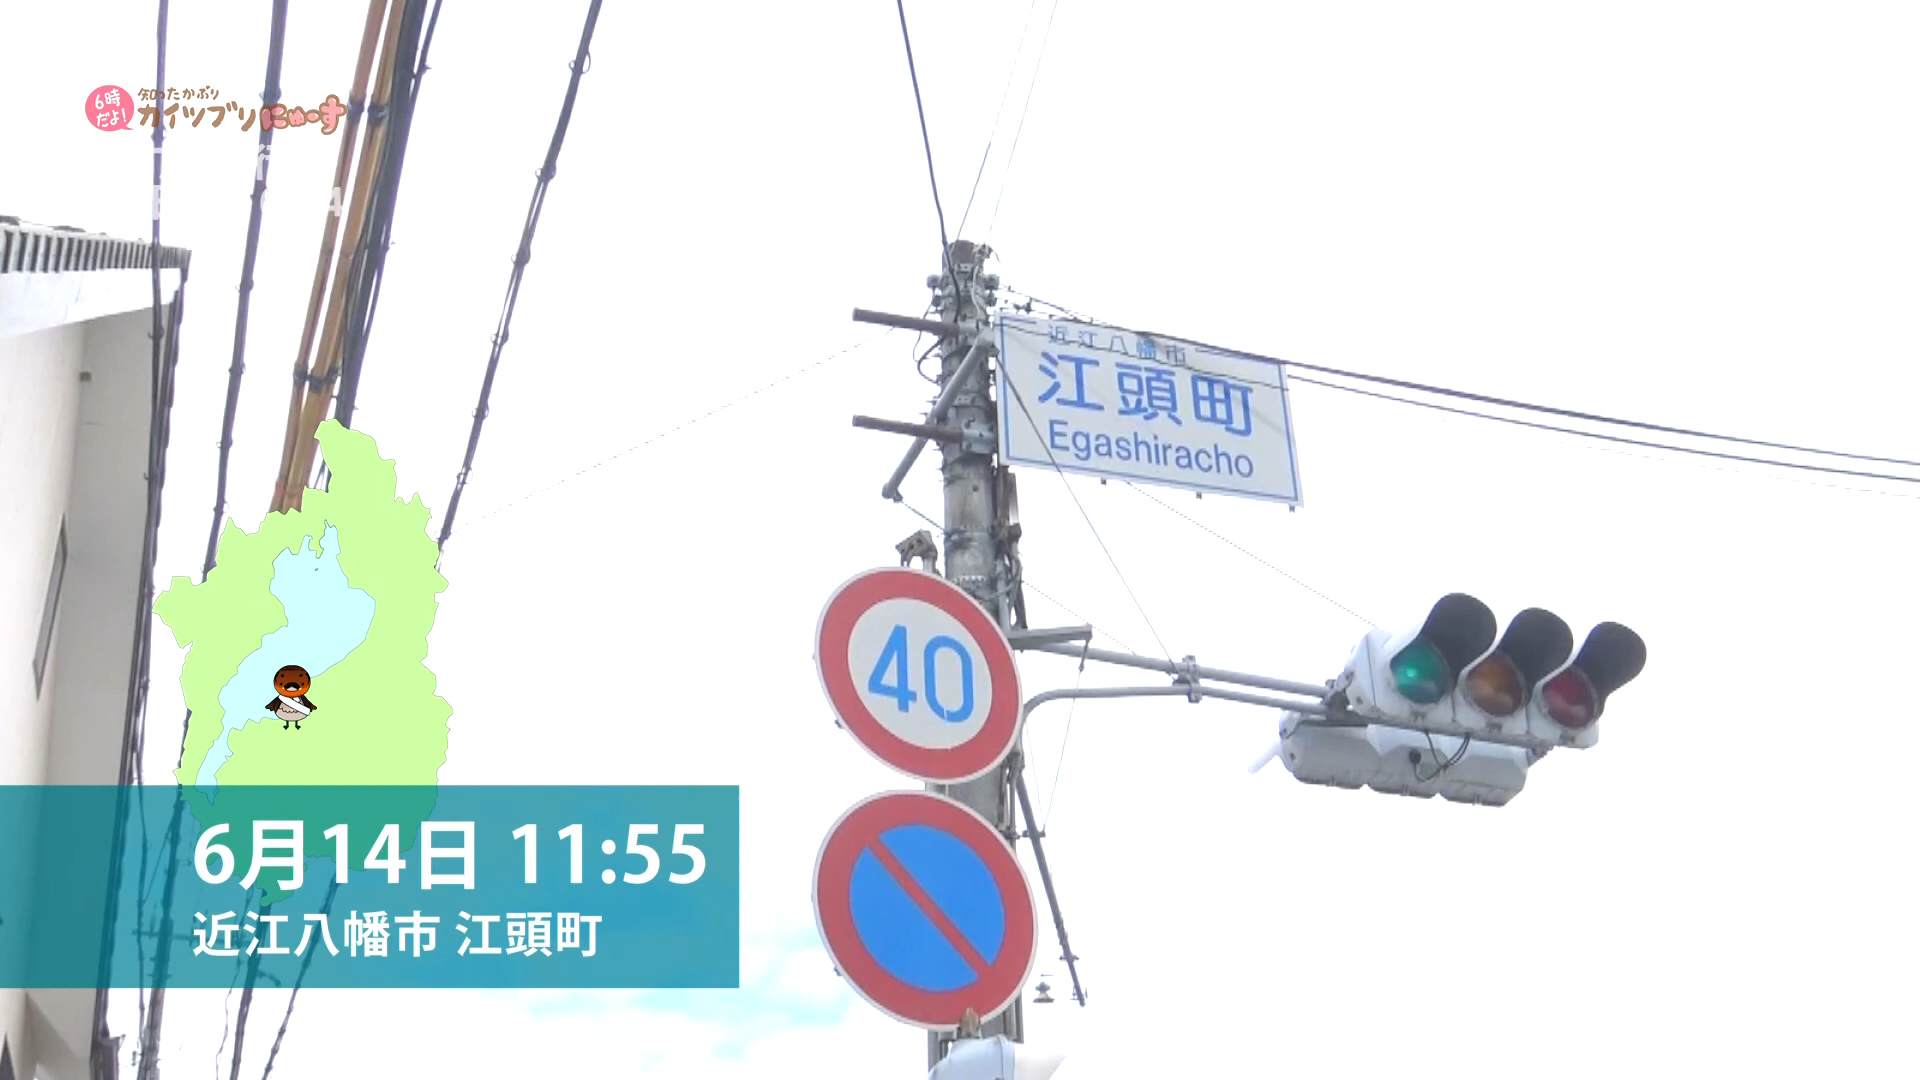 6時
だよ!
知ったかぶり
カイツブリにゅーす
近江八幡市
江頭町
Egashiracho
40
6月14日 11:55
近江八幡市 江頭町